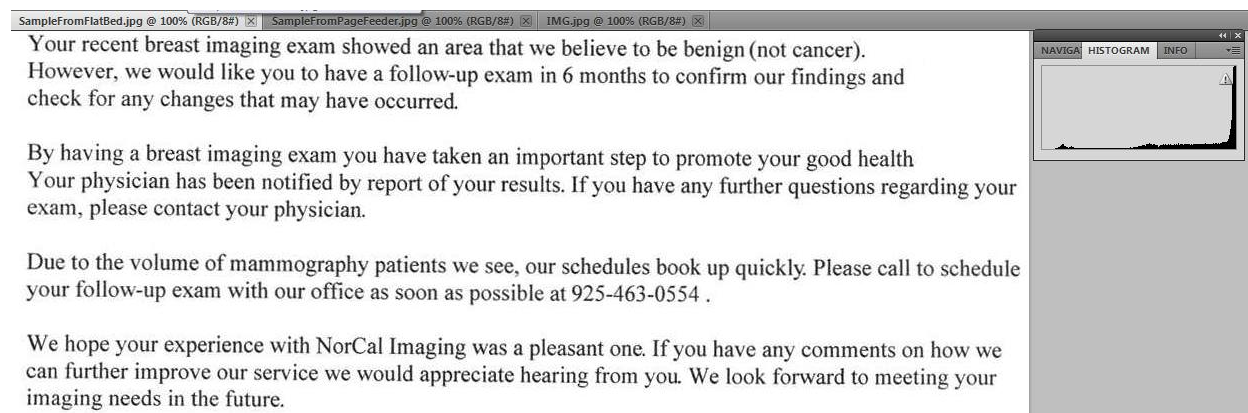 SampleFromFlatBed.jpg @ 100% (RGB/8#) SampleFromPageFeeder.jpg @ 100% (RGB/8#) IMG.jpg @ 100% (RGB/8#)
NAVIGA HISTOGRAM INFO
Your recent breast imaging exam showed an area that we believe to be benign (not cancer).
However, we would like you to have a follow-up exam in 6 months to confirm our findings and
check for any changes that may have occurred.
By having a breast imaging exam you have taken an important step to promote your good health
Your physician has been notified by report of your results. If you have any further questions regarding your
exam, please contact your physician.
Due to the volume of mammography patients we see, our schedules book up quickly. Please call to schedule
your follow-up exam with our office as soon as possible at 925-463-0554 .
We hope your experience with NorCal Imaging was a pleasant one. If you have any comments on how we
can further improve our service we would appreciate hearing from you. We look forward to meeting your
imaging needs in the future.